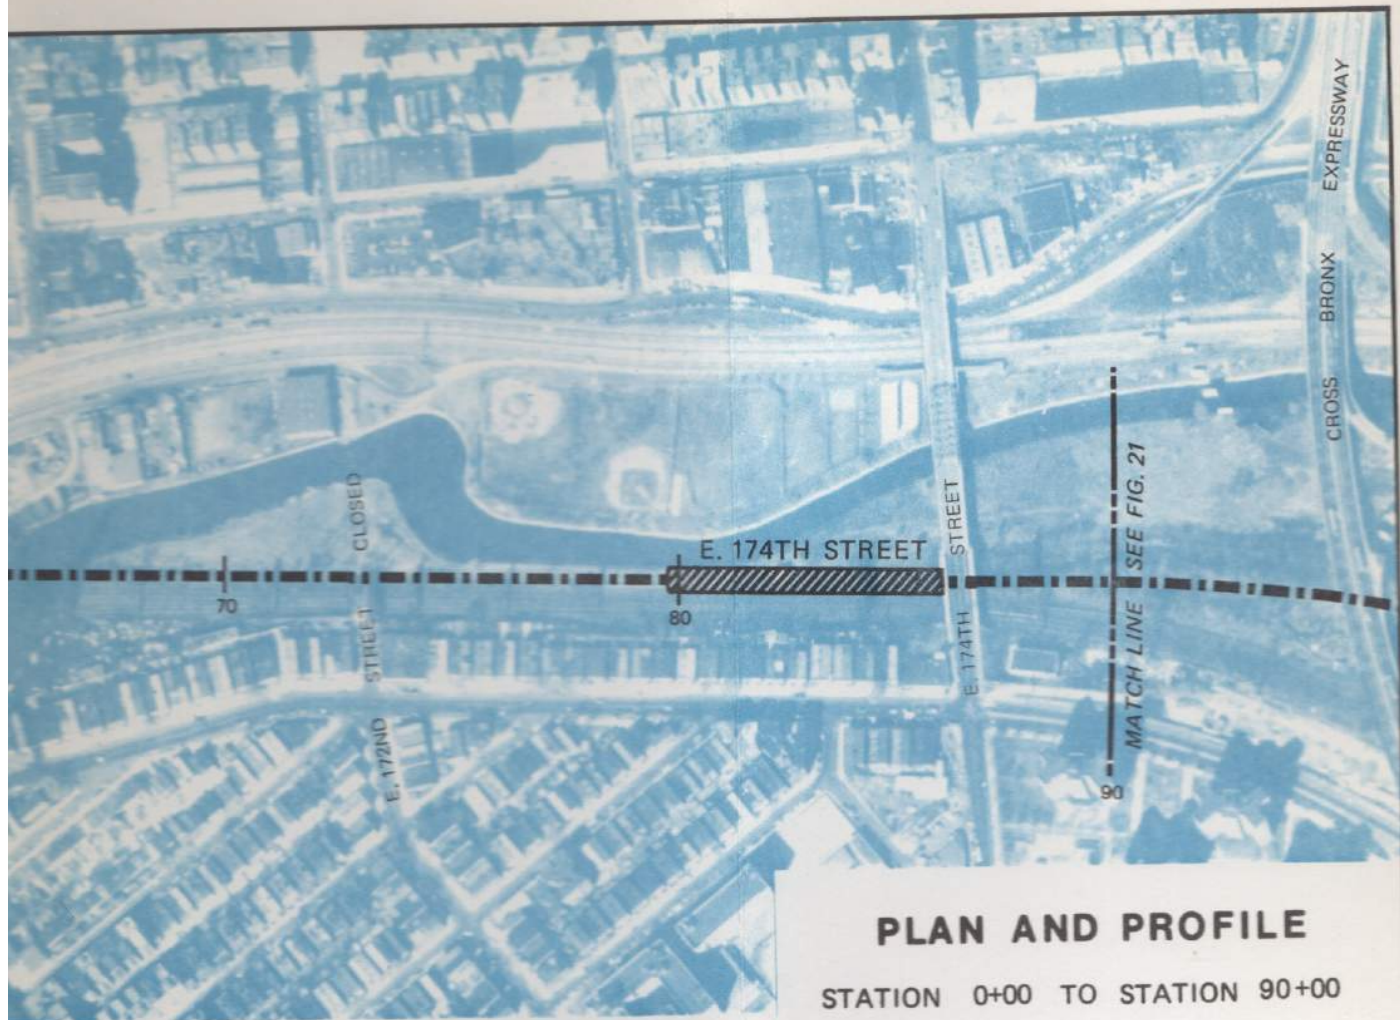 CROSS BRONX EXPRESSWAY
CLOSED
E. 174TH STREET
70
80
E. 172ND STREET
E. 174TH STREET
MATCH LINE SEE FIG. 21
90
PLAN AND PROFILE
STATION 0+00 TO STATION 90+00